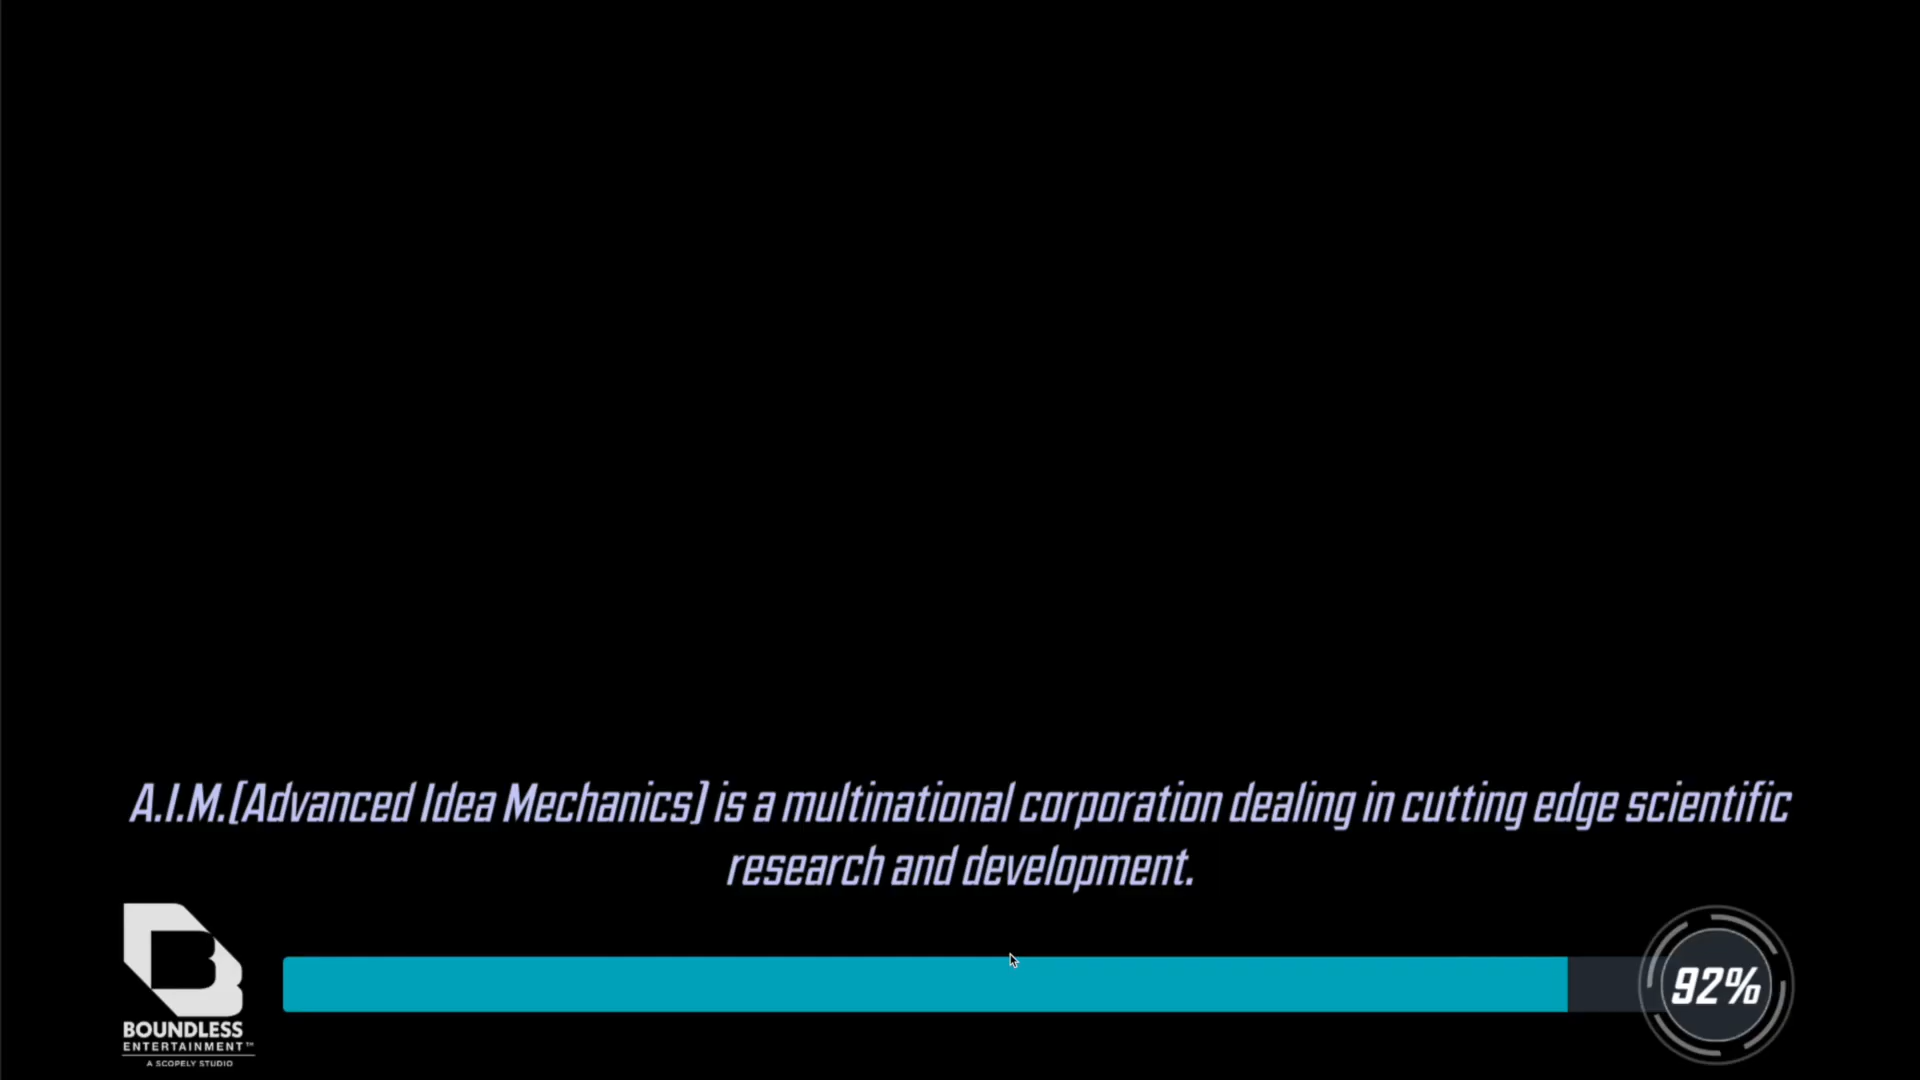 A.I.M.(Advanced Idea Mechanics) is a multinational corporation dealing in cutting edge scientific
research and development.
92%
BOUNDLESS
ENTERTAINMENT™
A SCOPELY STUDIO